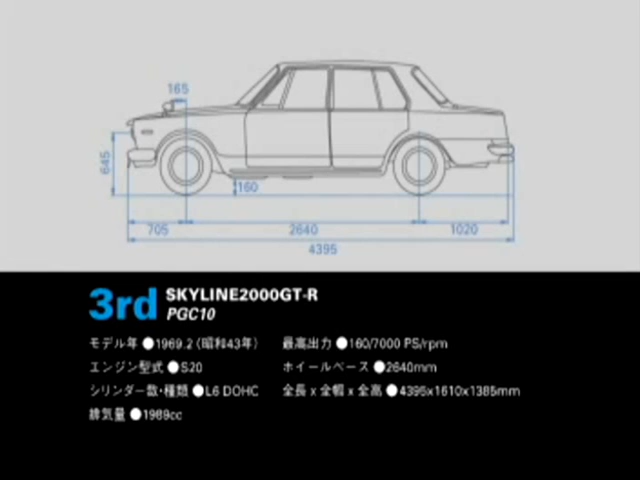 165
645
160
705
2640
1020
4395
3rd SKYLINE2000GT-R
PGC10
モデル年 ●1969.2 (昭和43年) 最高出力 ●160/7000 PS/rpm
エンジン型式 ●S20 ホイールベース ●2640mm
シリンダー数・種類 ●L6 DOHC 全長 x 全幅 x 全高 ●4395x1610x1385mm
排気量 ●1989cc